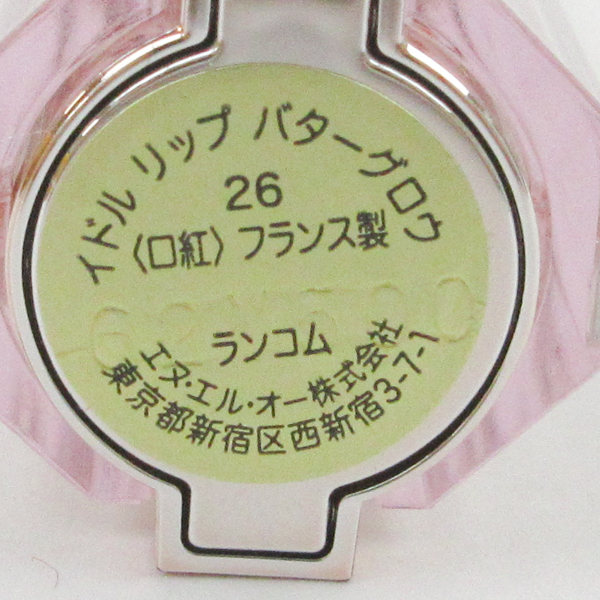 イドル リップ バターグロウ
26
〈口紅〉フランス製
ランコム
エヌ・エル・オー株式会社
東京都新宿区西新宿3-7-1